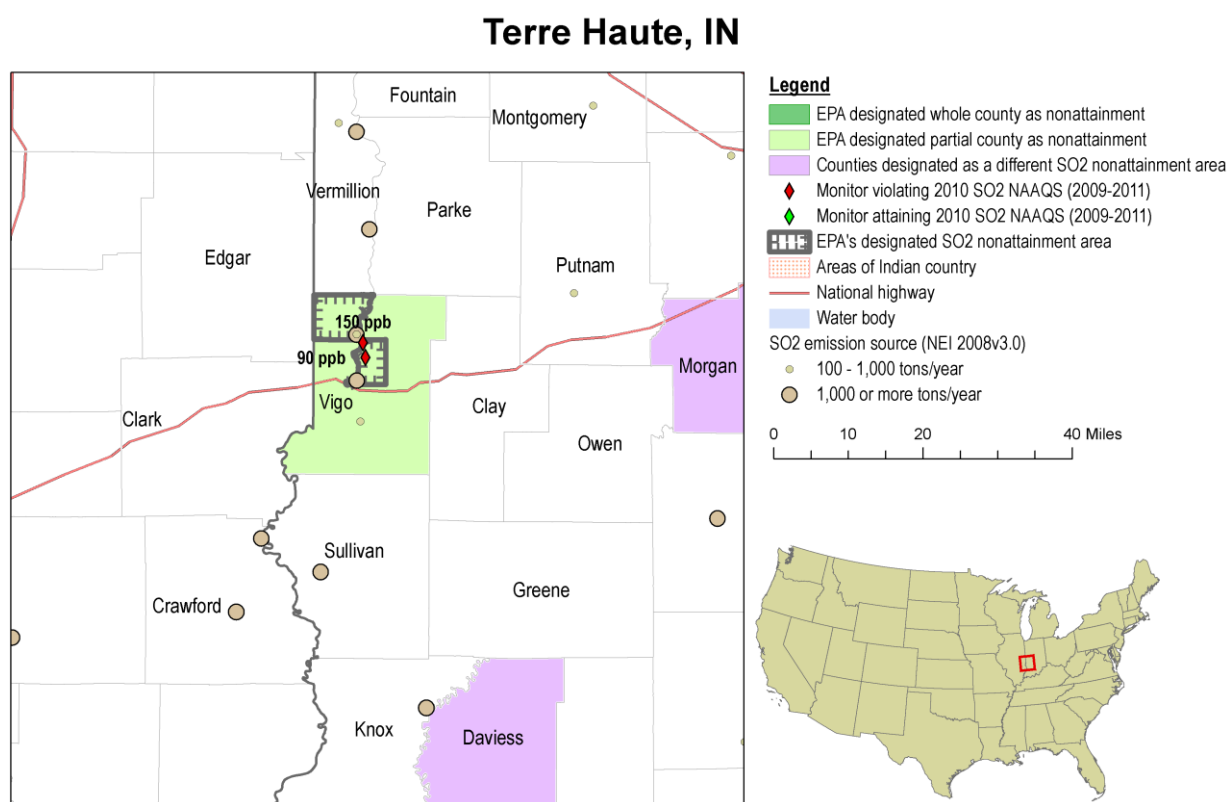 Terre Haute, IN
Fountain
Montgomery
Vermillion
Parke
Edgar
Putnam
150 ppb
90 ppb
Morgan
Vigo
Clay
Clark
Owen
Sullivan
Greene
Crawford
Knox
Daviess
Legend
EPA designated whole county as nonattainment
EPA designated partial county as nonattainment
Counties designated as a different SO2 nonattainment area
Monitor violating 2010 SO2 NAAQS (2009-2011)
Monitor attaining 2010 SO2 NAAQS (2009-2011)
EPA's designated SO2 nonattainment area
Areas of Indian country
National highway
Water body
SO2 emission source (NEI 2008v3.0)
100 - 1,000 tons/year
1,000 or more tons/year
0 10 20 40 Miles